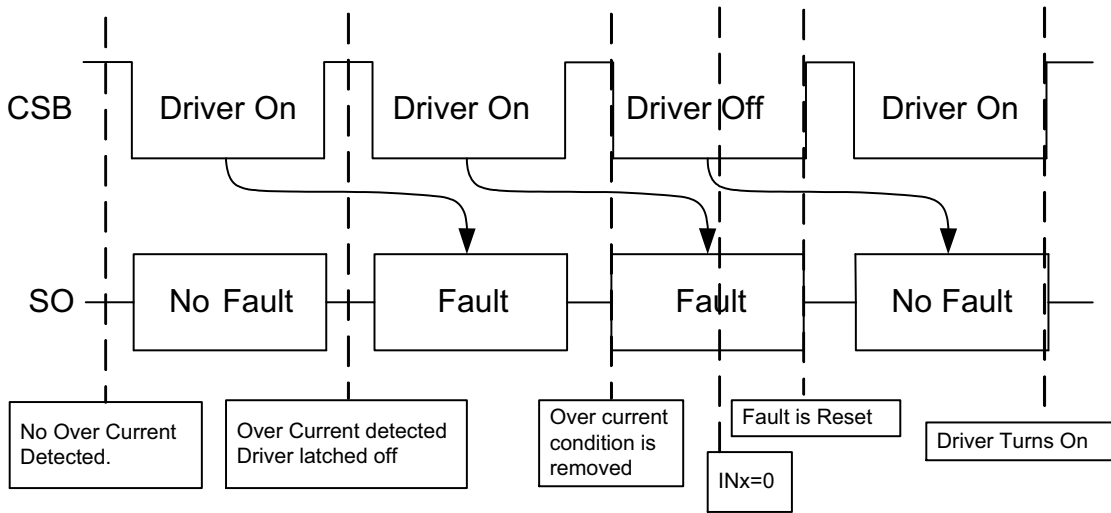 CSB
Driver On
Driver On
Driver Off
Driver On
SO
No Fault
Fault
Fault
No Fault
No Over Current
Detected.
Over Current detected
Driver latched off
Over current
condition is
removed
INx=0
Fault is Reset
Driver Turns On